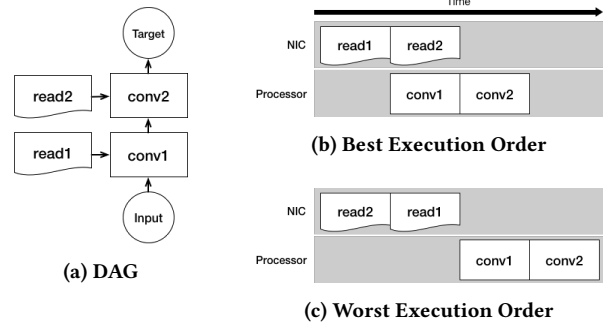 Target
read2
conv2
read1
conv1
Input
(a) DAG
Time
NIC
read1
read2
Processor
conv1
conv2
(b) Best Execution Order
NIC
read2
read1
Processor
conv1
conv2
(c) Worst Execution Order